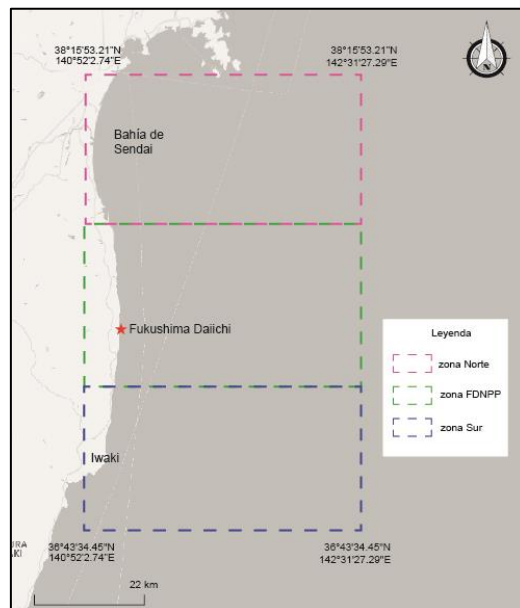 38°15'53.21"N
140°52'2.74"E
38°15'53.21"N
142°31'27.29"E
N
Bahía de
Sendai
Fukushima Daiichi
Leyenda
zona Norte
zona FDNPP
zona Sur
Iwaki
URA
KI
36°43'34.45"N
140°52'2.74"E
36°43'34.45"N
142°31'27.29"E
22 km